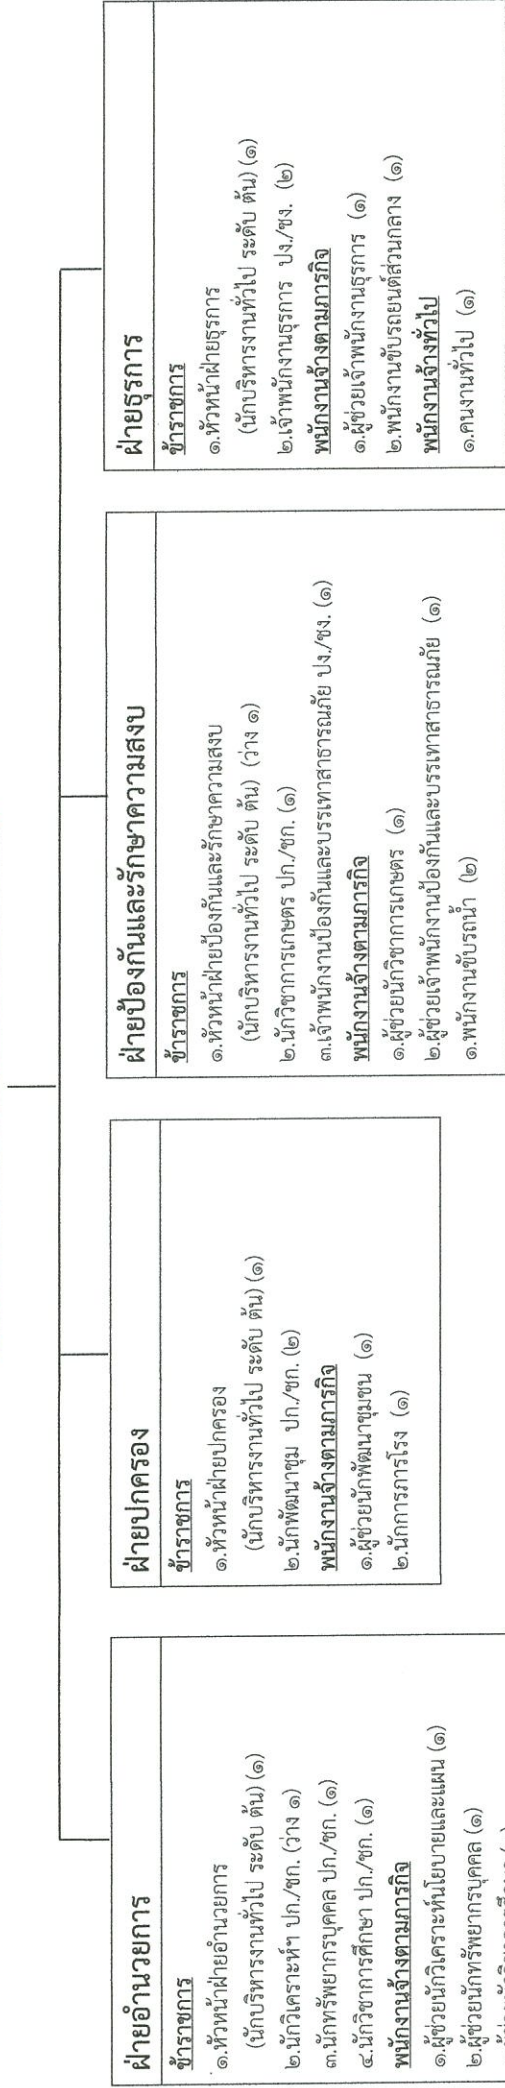 ฝ่ายอำนวยการ
ข้าราชการ
๑.หัวหน้าฝ่ายอำนวยการ
(นักบริหารงานทั่วไป ระดับ ต้น) (๑)
๒.นักวิเคราะห์ฯ ปก./ชก. (ว่าง ๑)
๓.นักทรัพยากรบุคคล ปก./ชก. (๑)
๔.นักวิชาการศึกษา ปก./ชก. (๑)
พนักงานจ้างตามภารกิจ
๑.ผู้ช่วยนักวิเคราะห์นโยบายและแผน (๑)
๒.ผู้ช่วยนักทรัพยากรบุคคล (๑)
ฝ่ายปกครอง
ข้าราชการ
๑.หัวหน้าฝ่ายปกครอง
(นักบริหารงานทั่วไป ระดับ ต้น) (๑)
๒.นักพัฒนาชุม ปก./ชก. (๒)
พนักงานจ้างตามภารกิจ
๑.ผู้ช่วยนักพัฒนาชุมชน (๑)
๒.นักการภารโรง (๑)
ฝ่ายป้องกันและรักษาความสงบ
ข้าราชการ
๑.หัวหน้าฝ่ายป้องกันและรักษาความสงบ
(นักบริหารงานทั่วไป ระดับ ต้น) (ว่าง ๑)
๒.นักวิชาการเกษตร ปก./ชก. (๑)
๓.เจ้าพนักงานป้องกันและบรรเทาสาธารณภัย ปง./ชง. (๑)
พนักงานจ้างตามภารกิจ
๑.ผู้ช่วยนักวิชาการเกษตร (๑)
๒.ผู้ช่วยเจ้าพนักงานป้องกันและบรรเทาสาธารณภัย (๑)
๑.พนักงานขับรถน้ำ (๒)
ฝ่ายธุรการ
ข้าราชการ
๑.หัวหน้าฝ่ายธุรการ
(นักบริหารงานทั่วไป ระดับ ต้น) (๑)
๒.เจ้าพนักงานธุรการ ปง./ชง. (๒)
พนักงานจ้างตามภารกิจ
๑.ผู้ช่วยเจ้าพนักงานธุรการ (๑)
๒.พนักงานขับรถยนต์ส่วนกลาง (๑)
พนักงานจ้างทั่วไป
๑.คนงานทั่วไป (๑)